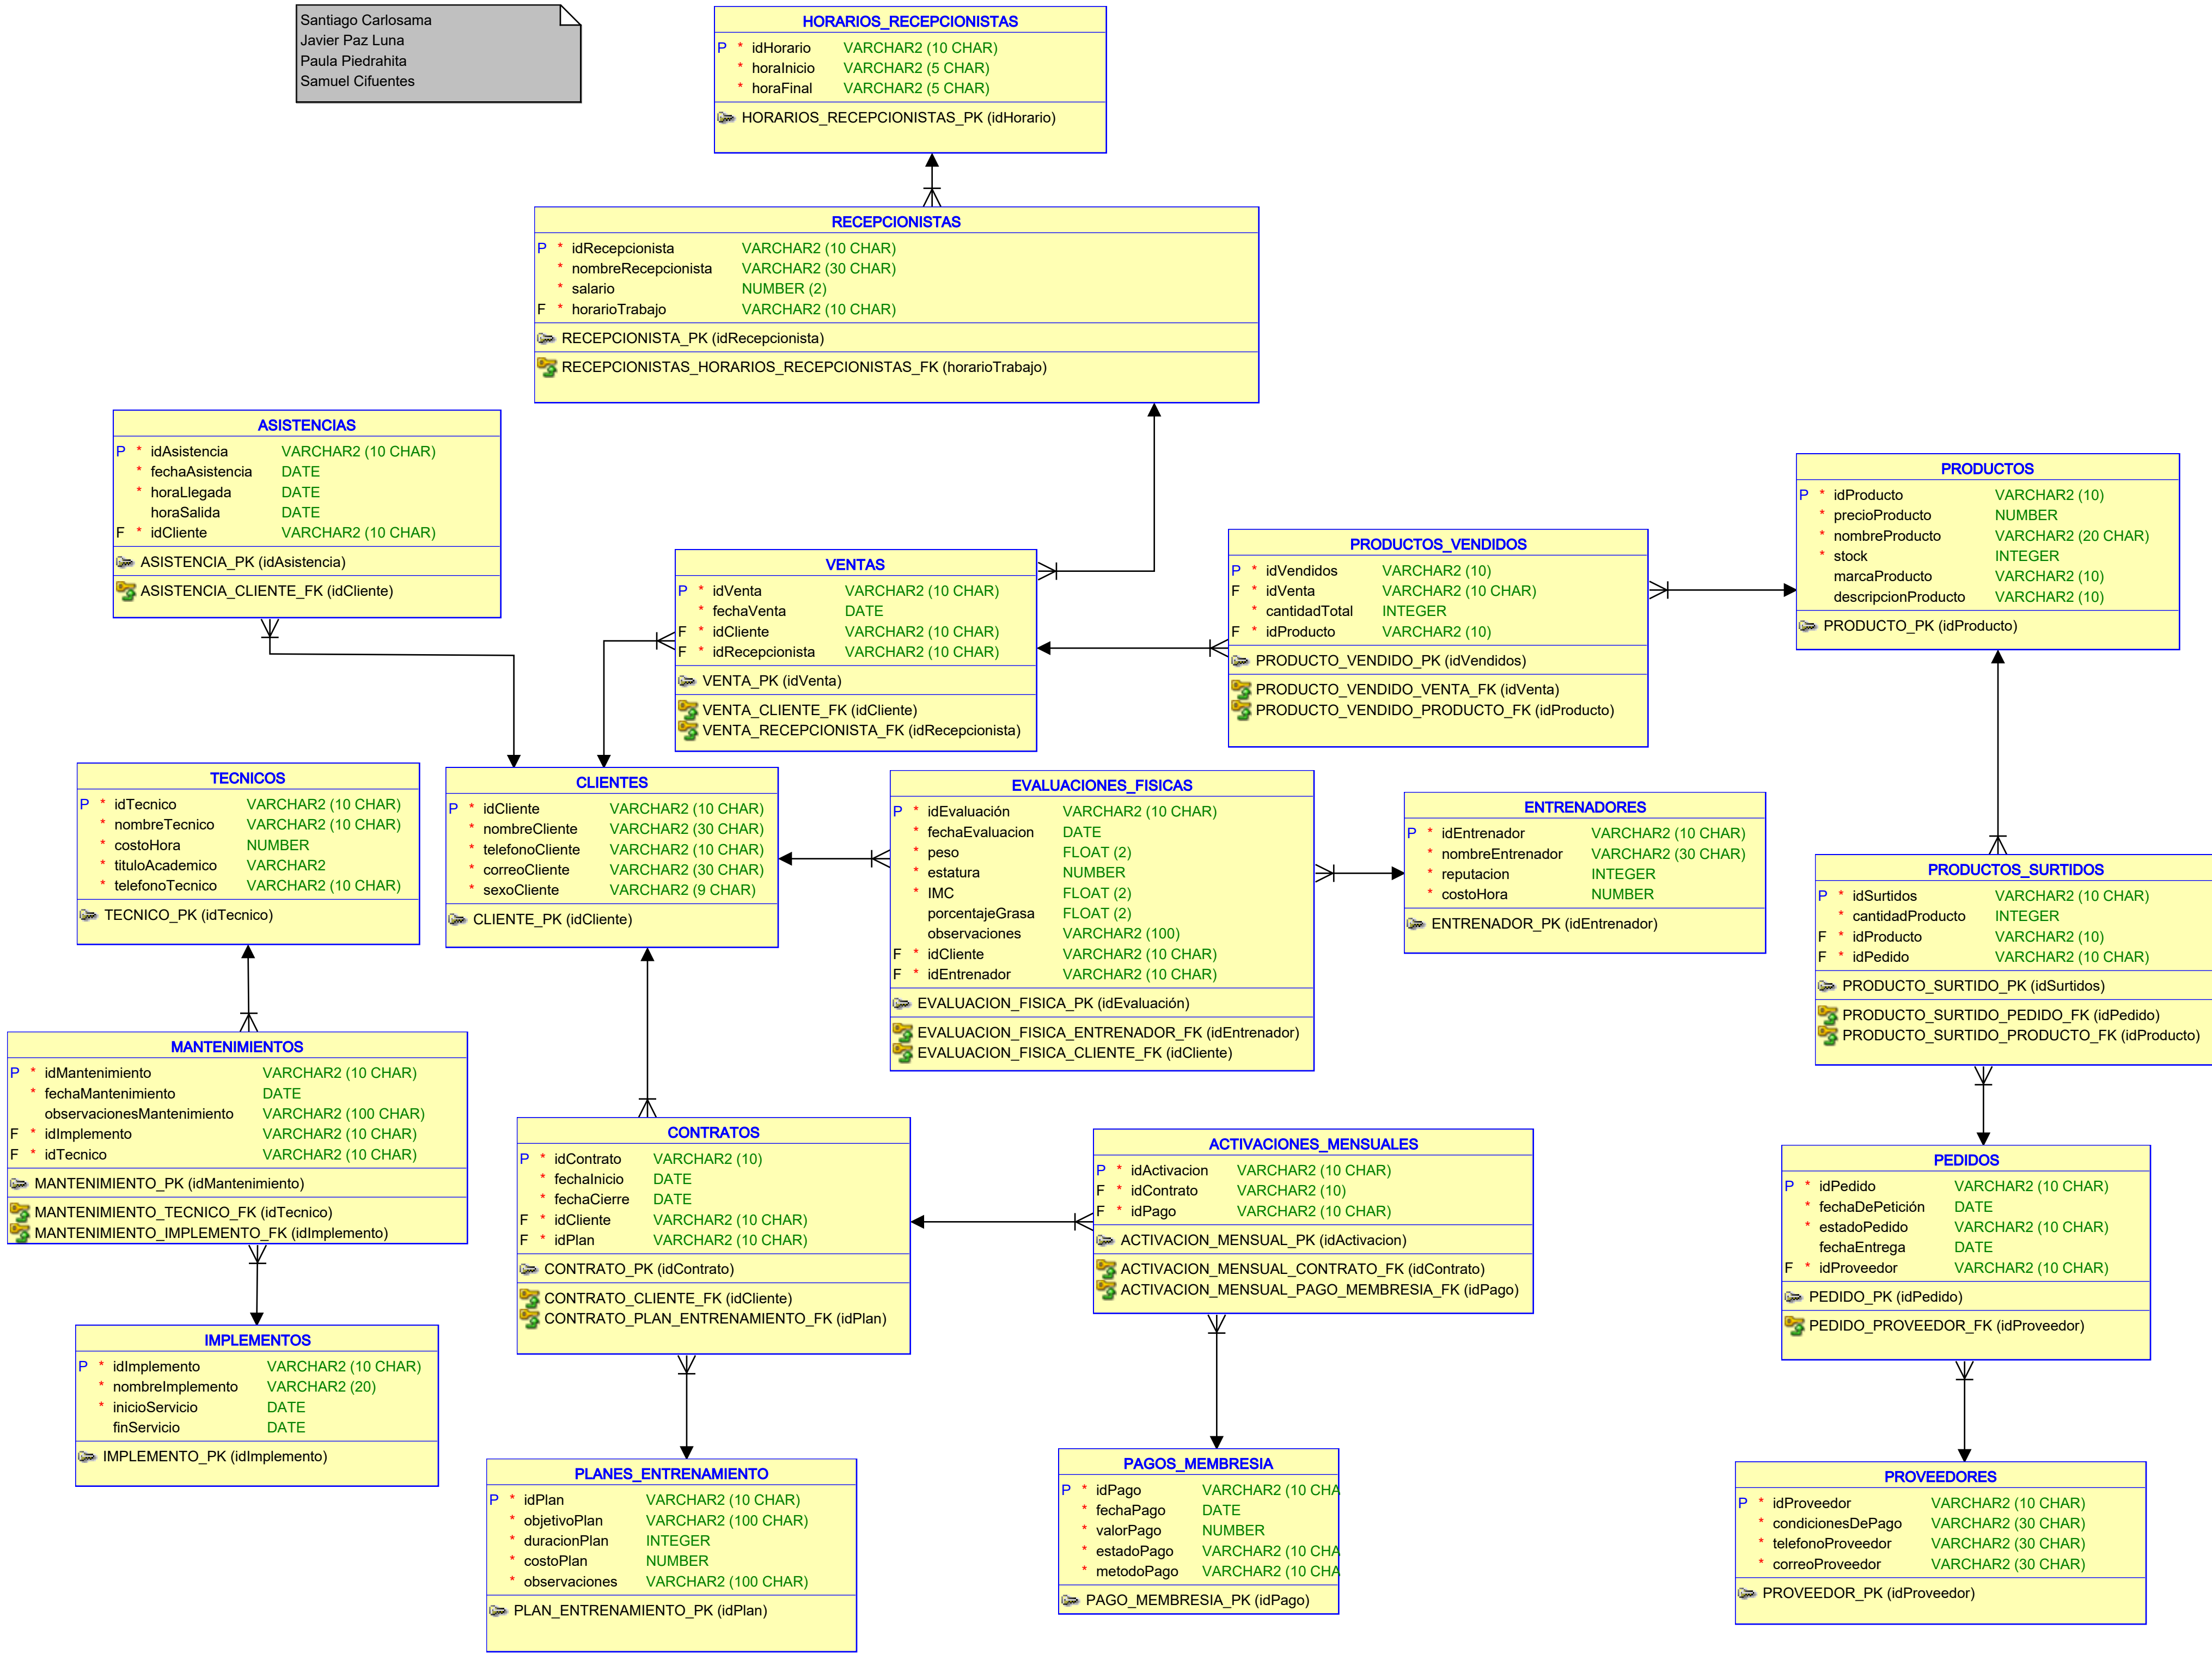 Santiago Carlosama
Javier Paz Luna
Paula Piedrahita
Samuel Cifuentes
HORARIOS_RECEPCIONISTAS
P * idHorario VARCHAR2 (10 CHAR)
* horaInicio VARCHAR2 (5 CHAR)
* horaFinal VARCHAR2 (5 CHAR)
HORARIOS_RECEPCIONISTAS_PK (idHorario)
RECEPCIONISTAS
P * idRecepcionista VARCHAR2 (10 CHAR)
* nombreRecepcionista VARCHAR2 (30 CHAR)
* salario NUMBER (2)
F * horarioTrabajo VARCHAR2 (10 CHAR)
RECEPCIONISTA_PK (idRecepcionista)
RECEPCIONISTAS_HORARIOS_RECEPCIONISTAS_FK (horarioTrabajo)
ASISTENCIAS
P * idAsistencia VARCHAR2 (10 CHAR)
* fechaAsistencia DATE
* horaLlegada DATE
horaSalida DATE
F * idCliente VARCHAR2 (10 CHAR)
ASISTENCIA_PK (idAsistencia)
ASISTENCIA_CLIENTE_FK (idCliente)
VENTAS
P * idVenta VARCHAR2 (10 CHAR)
* fechaVenta DATE
F * idCliente VARCHAR2 (10 CHAR)
F * idRecepcionista VARCHAR2 (10 CHAR)
VENTA_PK (idVenta)
VENTA_CLIENTE_FK (idCliente)
VENTA_RECEPCIONISTA_FK (idRecepcionista)
PRODUCTOS_VENDIDOS
P * idVendidos VARCHAR2 (10)
F * idVenta VARCHAR2 (10 CHAR)
* cantidadTotal INTEGER
F * idProducto VARCHAR2 (10)
PRODUCTO_VENDIDO_PK (idVendidos)
PRODUCTO_VENDIDO_VENTA_FK (idVenta)
PRODUCTO_VENDIDO_PRODUCTO_FK (idProducto)
PRODUCTOS
P * idProducto VARCHAR2 (10)
* precioProducto NUMBER
* nombreProducto VARCHAR2 (20 CHAR)
* stock INTEGER
marcaProducto VARCHAR2 (10)
descripcionProducto VARCHAR2 (10)
PRODUCTO_PK (idProducto)
TECNICOS
P * idTecnico VARCHAR2 (10 CHAR)
* nombreTecnico VARCHAR2 (10 CHAR)
* costoHora NUMBER
* tituloAcademico VARCHAR2
* telefonoTecnico VARCHAR2 (10 CHAR)
TECNICO_PK (idTecnico)
CLIENTES
P * idCliente VARCHAR2 (10 CHAR)
* nombreCliente VARCHAR2 (30 CHAR)
* telefonoCliente VARCHAR2 (10 CHAR)
* correoCliente VARCHAR2 (30 CHAR)
* sexoCliente VARCHAR2 (9 CHAR)
CLIENTE_PK (idCliente)
EVALUACIONES_FISICAS
P * idEvaluación VARCHAR2 (10 CHAR)
* fechaEvaluacion DATE
* peso FLOAT (2)
* estatura NUMBER
* IMC FLOAT (2)
porcentajeGrasa FLOAT (2)
observaciones VARCHAR2 (100)
F * idCliente VARCHAR2 (10 CHAR)
F * idEntrenador VARCHAR2 (10 CHAR)
EVALUACION_FISICA_PK (idEvaluación)
EVALUACION_FISICA_ENTRENADOR_FK (idEntrenador)
EVALUACION_FISICA_CLIENTE_FK (idCliente)
ENTRENADORES
P * idEntrenador VARCHAR2 (10 CHAR)
* nombreEntrenador VARCHAR2 (30 CHAR)
* reputacion INTEGER
* costoHora NUMBER
ENTRENADOR_PK (idEntrenador)
PRODUCTOS_SURTIDOS
P * idSurtidos VARCHAR2 (10 CHAR)
* cantidadProducto INTEGER
F * idProducto VARCHAR2 (10)
F * idPedido VARCHAR2 (10 CHAR)
PRODUCTO_SURTIDO_PK (idSurtidos)
PRODUCTO_SURTIDO_PEDIDO_FK (idPedido)
PRODUCTO_SURTIDO_PRODUCTO_FK (idProducto)
MANTENIMIENTOS
P * idMantenimiento VARCHAR2 (10 CHAR)
* fechaMantenimiento DATE
observacionesMantenimiento VARCHAR2 (100 CHAR)
F * idImplemento VARCHAR2 (10 CHAR)
F * idTecnico VARCHAR2 (10 CHAR)
MANTENIMIENTO_PK (idMantenimiento)
MANTENIMIENTO_TECNICO_FK (idTecnico)
MANTENIMIENTO_IMPLEMENTO_FK (idImplemento)
CONTRATOS
P * idContrato VARCHAR2 (10)
* fechaInicio DATE
* fechaCierre DATE
F * idCliente VARCHAR2 (10 CHAR)
F * idPlan VARCHAR2 (10 CHAR)
CONTRATO_PK (idContrato)
CONTRATO_CLIENTE_FK (idCliente)
CONTRATO_PLAN_ENTRENAMIENTO_FK (idPlan)
ACTIVACIONES_MENSUALES
P * idActivacion VARCHAR2 (10 CHAR)
F * idContrato VARCHAR2 (10)
F * idPago VARCHAR2 (10 CHAR)
ACTIVACION_MENSUAL_PK (idActivacion)
ACTIVACION_MENSUAL_CONTRATO_FK (idContrato)
ACTIVACION_MENSUAL_PAGO_MEMBRESIA_FK (idPago)
PEDIDOS
P * idPedido VARCHAR2 (10 CHAR)
* fechaDePetición DATE
* estadoPedido VARCHAR2 (10 CHAR)
fechaEntrega DATE
F * idProveedor VARCHAR2 (10 CHAR)
PEDIDO_PK (idPedido)
PEDIDO_PROVEEDOR_FK (idProveedor)
IMPLEMENTOS
P * idImplemento VARCHAR2 (10 CHAR)
* nombreImplemento VARCHAR2 (20)
* inicioServicio DATE
finServicio DATE
IMPLEMENTO_PK (idImplemento)
PLANES_ENTRENAMIENTO
P * idPlan VARCHAR2 (10 CHAR)
* objetivoPlan VARCHAR2 (100 CHAR)
* duracionPlan INTEGER
* costoPlan NUMBER
* observaciones VARCHAR2 (100 CHAR)
PLAN_ENTRENAMIENTO_PK (idPlan)
PAGOS_MEMBRESIA
P * idPago VARCHAR2 (10 CHA
* fechaPago DATE
* valorPago NUMBER
* estadoPago VARCHAR2 (10 CHA
* metodoPago VARCHAR2 (10 CHA
PAGO_MEMBRESIA_PK (idPago)
PROVEEDORES
P * idProveedor VARCHAR2 (10 CHAR)
* condicionesDePago VARCHAR2 (30 CHAR)
* telefonoProveedor VARCHAR2 (30 CHAR)
* correoProveedor VARCHAR2 (30 CHAR)
PROVEEDOR_PK (idProveedor)